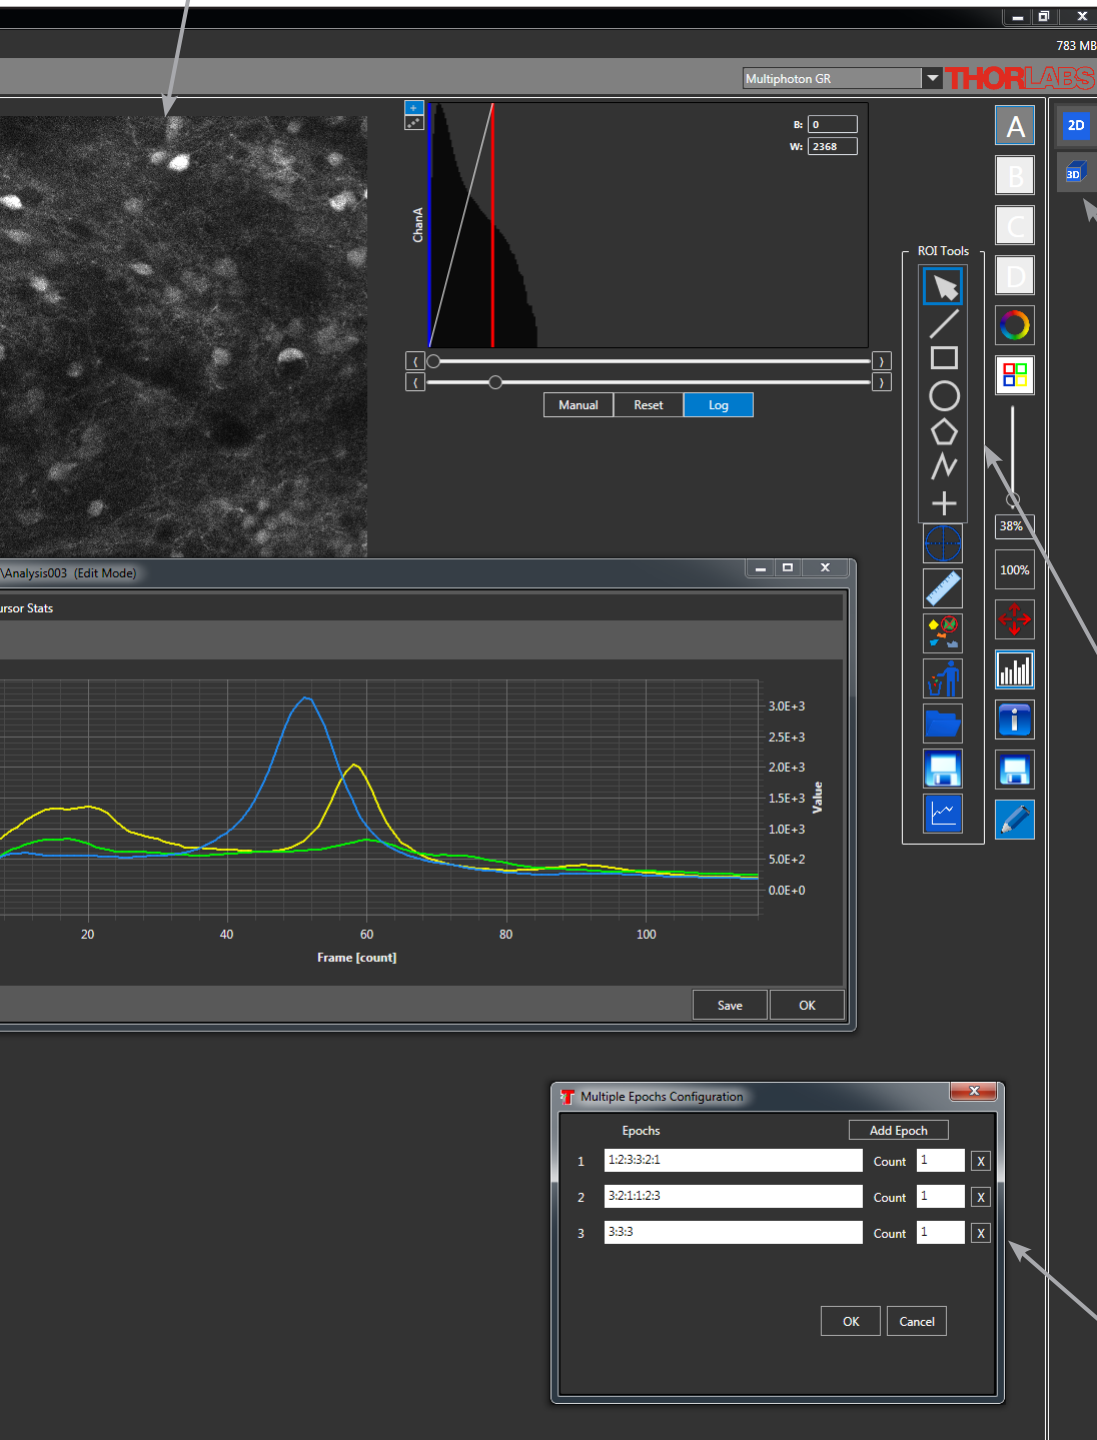 783 MB
Multiphoton GR
THORLABS
B: 0
W: 2368
ChanA
Manual Reset Log
A
B
C
D
2D
3D
ROI Tools
38%
100%
\Analysis003 (Edit Mode)
ursor Stats
3.0E+3
2.5E+3
2.0E+3
1.5E+3
1.0E+3
5.0E+2
0.0E+0
Value
20 40 60 80 100
Frame [count]
Save OK
Multiple Epochs Configuration
Epochs Add Epoch
1 1:2:3:3:2:1 Count 1 X
2 3:2:1:1:2:3 Count 1 X
3 3:3:3 Count 1 X
OK Cancel